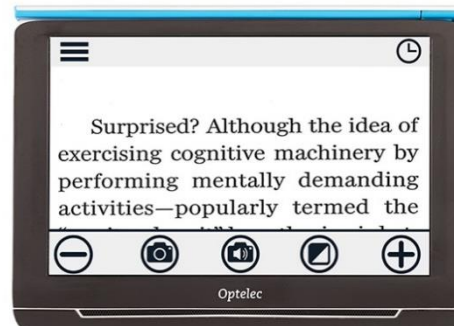 Surprised? Although the idea of
exercising cognitive machinery by
performing mentally demanding
activities—popularly termed the
Optelec